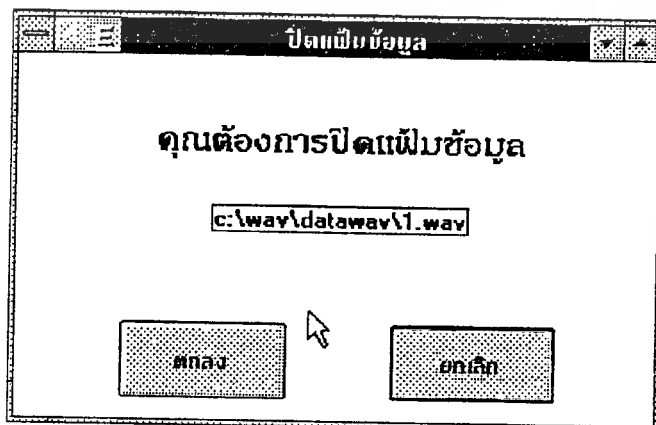 ปิดแฟ้มข้อมูล
คุณต้องการปิดแฟ้มข้อมูล
c:\wav\datawav\1.wav
ตกลง
ยกเลิก